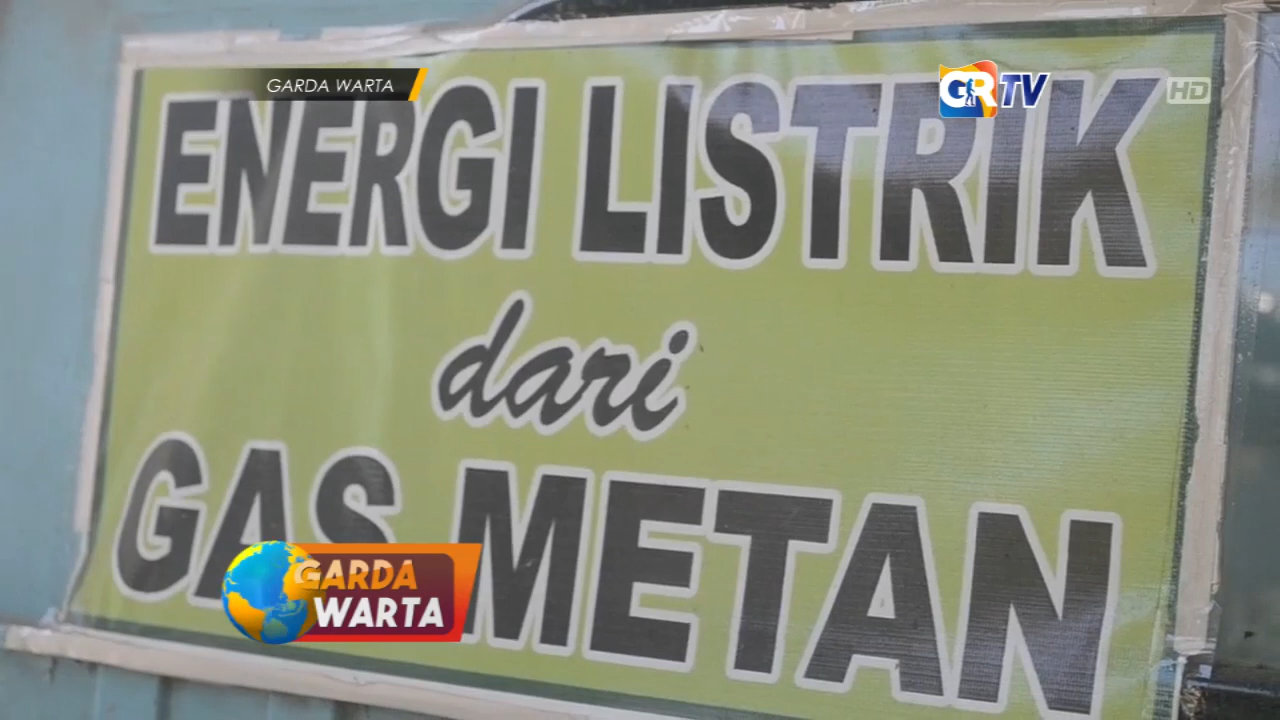 GARDA WARTA
GRTV HD
ENERGI LISTRIK
dari
GAS METAN
GARDA
WARTA